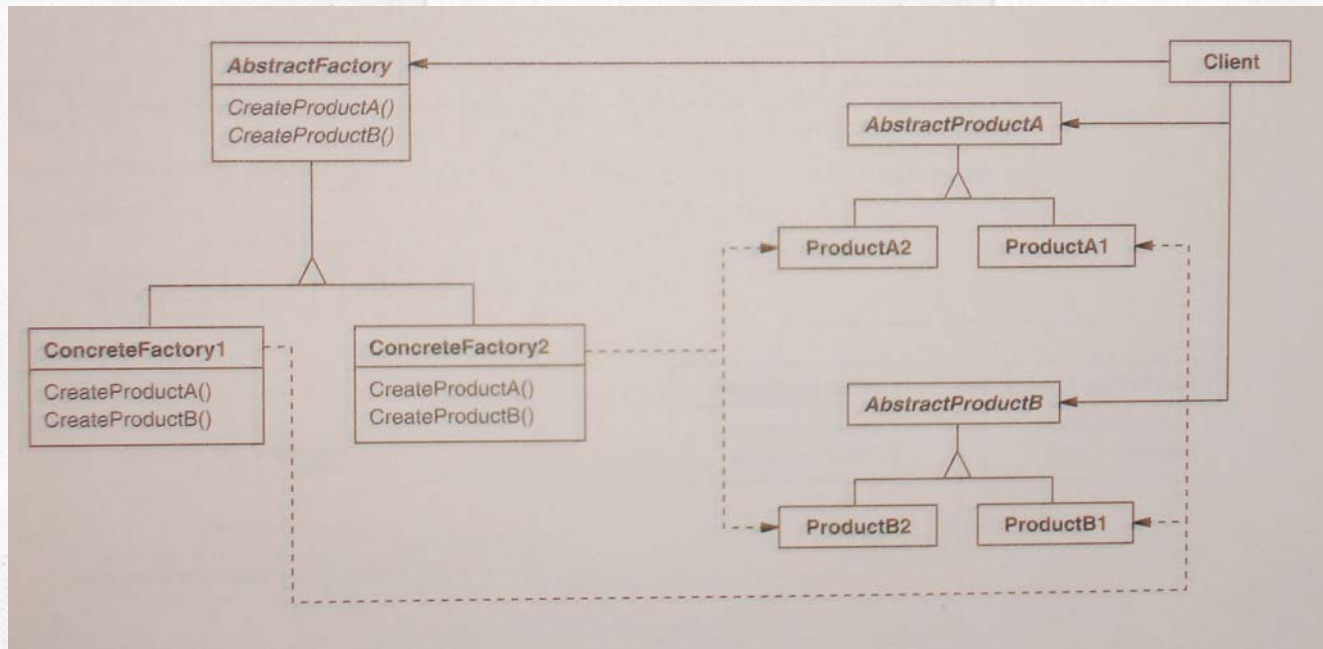 AbstractFactory
CreateProductA()
CreateProductB()
Client
AbstractProductA
ProductA2
ProductA1
ConcreteFactory1
CreateProductA()
CreateProductB()
ConcreteFactory2
CreateProductA()
CreateProductB()
AbstractProductB
ProductB2
ProductB1